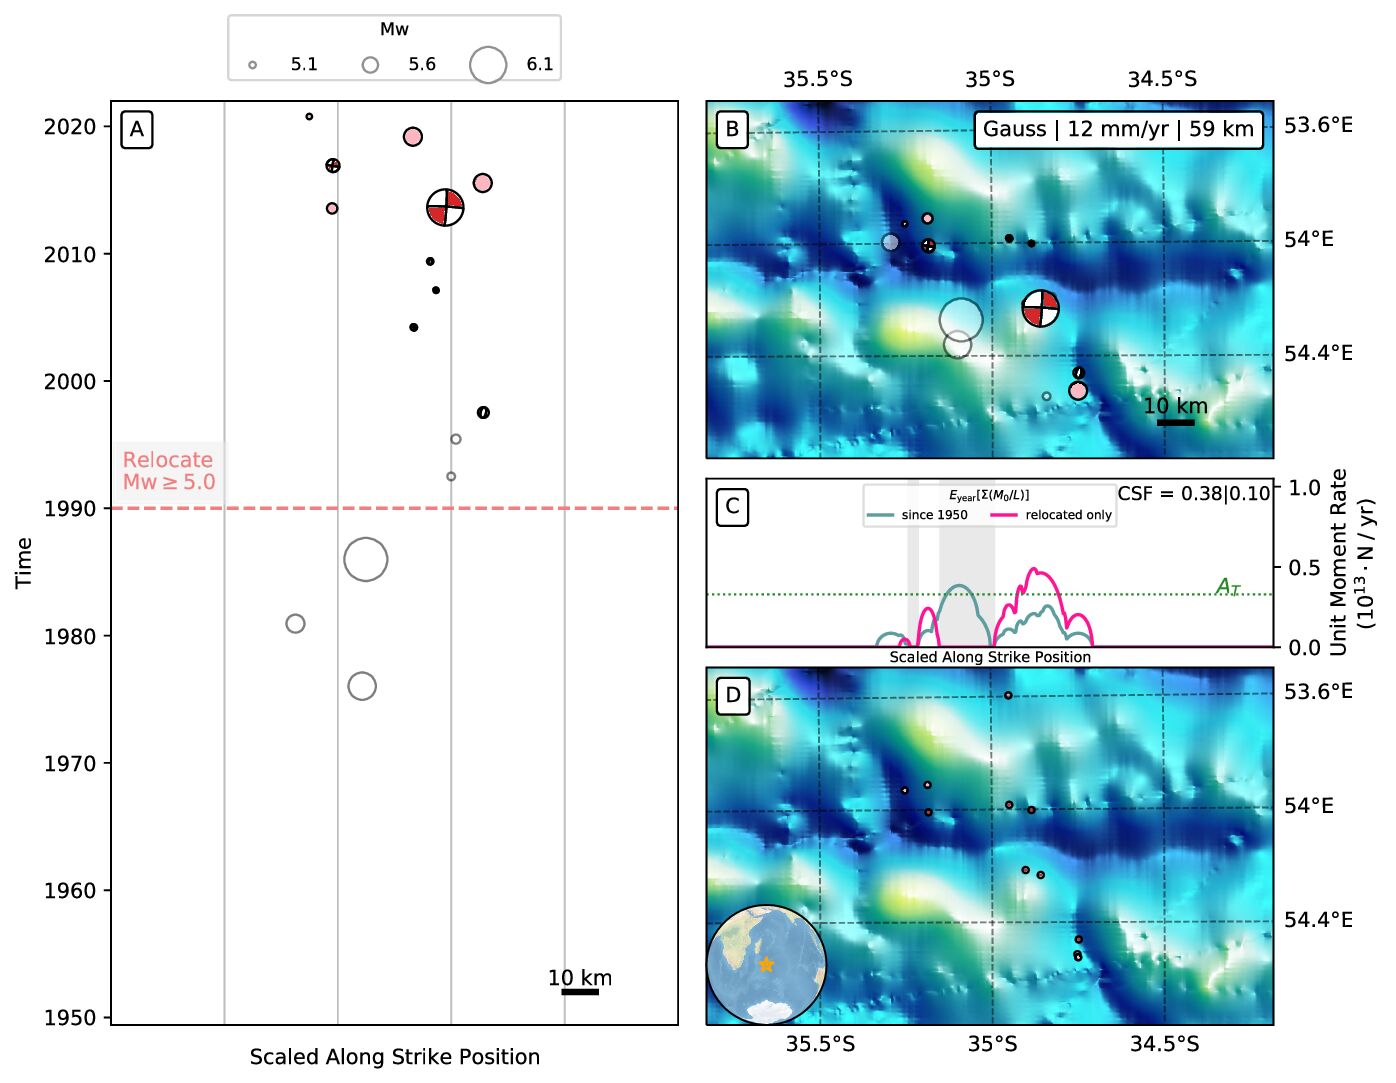 Mw
5.1 5.6 6.1
A
2020
2010
2000
1990
1980
1970
1960
1950
Time
Relocate
Mw ≥ 5.0
10 km
Scaled Along Strike Position
35.5°S 35°S 34.5°S
B
Gauss | 12 mm/yr | 59 km
53.6°E
54°E
54.4°E
10 km
C
E_year[Σ(M₀/L)]
since 1950 relocated only
CSF = 0.38|0.10
A_T
1.0
0.5
0.0
Unit Moment Rate
(10¹³ · N / yr)
Scaled Along Strike Position
D
53.6°E
54°E
54.4°E
35.5°S 35°S 34.5°S